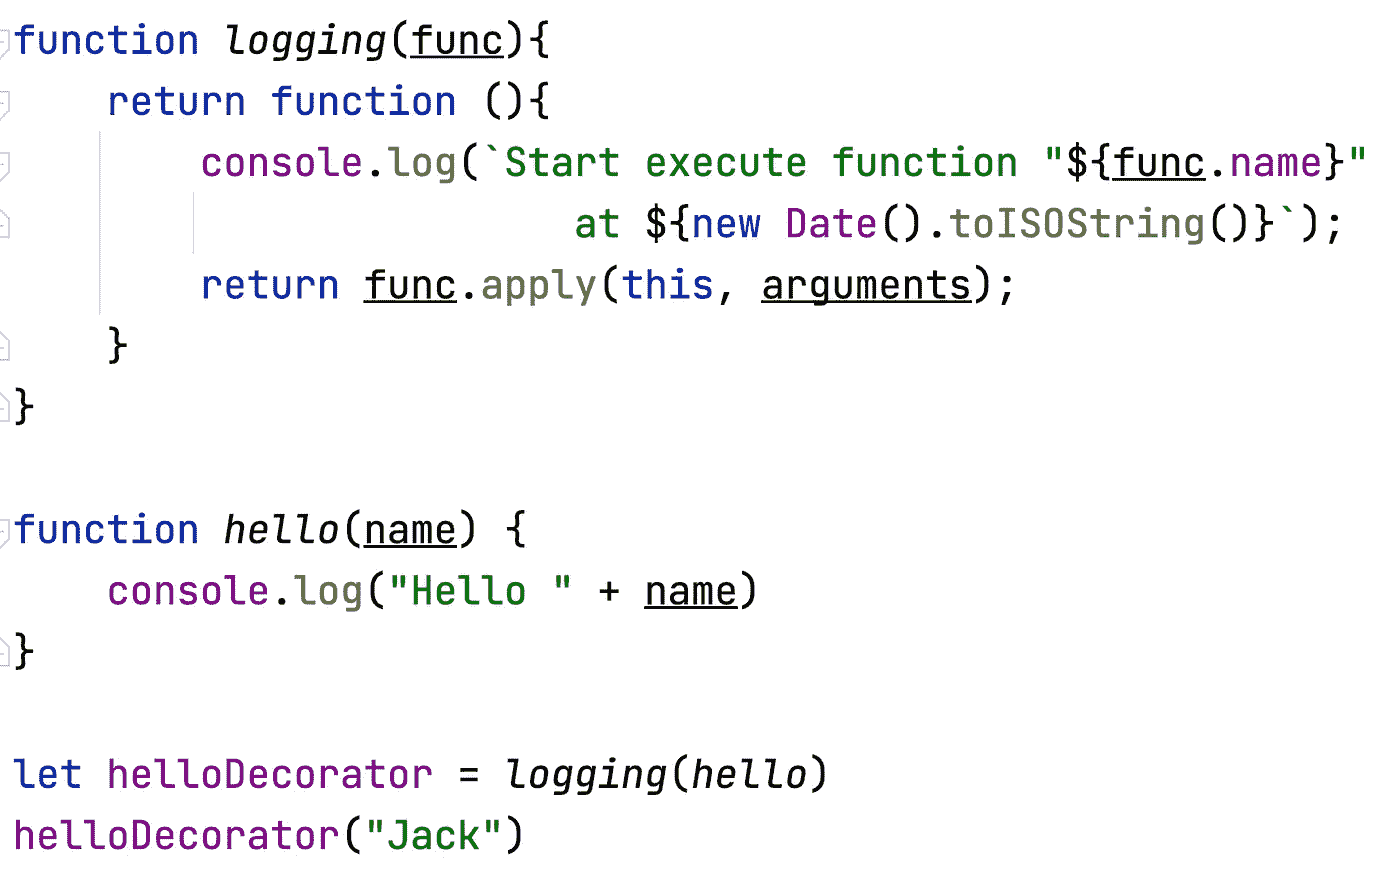 function logging(func){
    return function (){
        console.log(`Start execute function "${func.name}"
                        at ${new Date().toISOString()}`);
        return func.apply(this, arguments);
    }
}

function hello(name) {
    console.log("Hello " + name)
}

let helloDecorator = logging(hello)
helloDecorator("Jack")